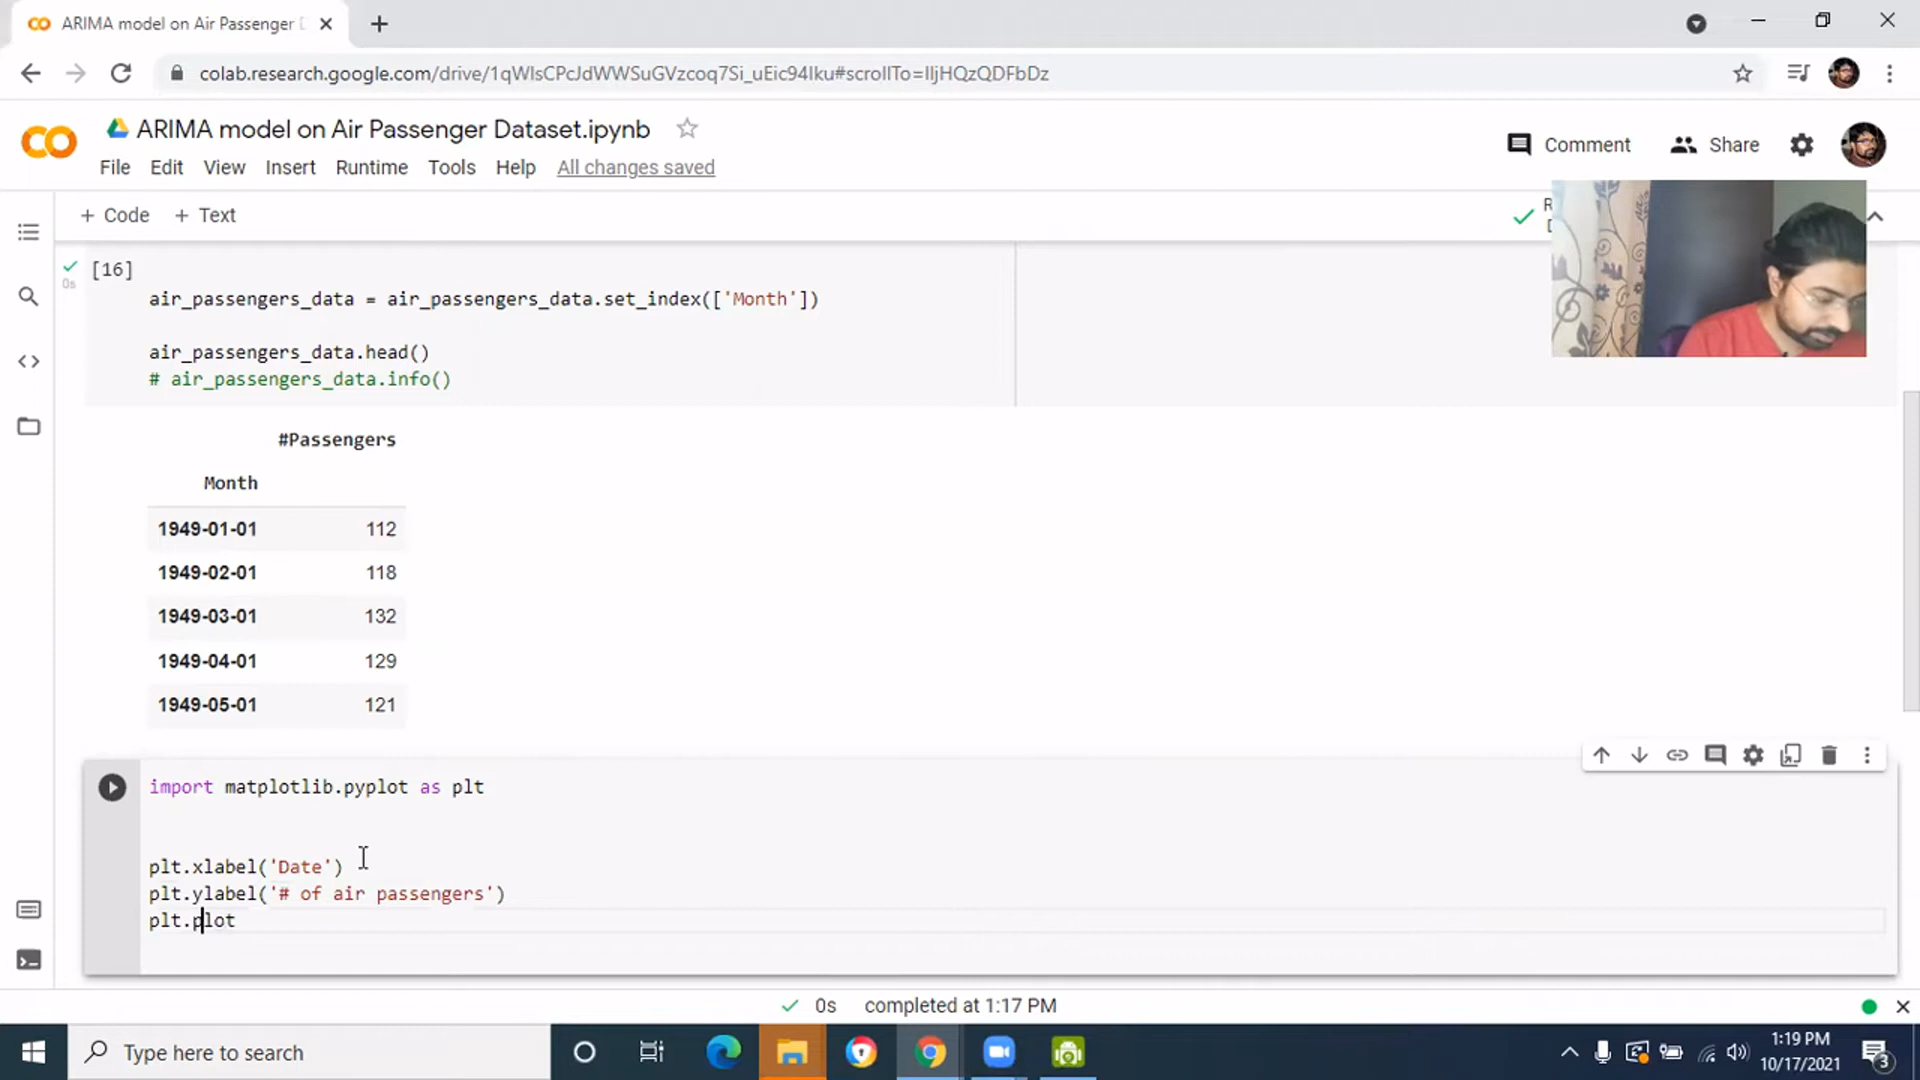 ARIMA model on Air Passenger D
colab.research.google.com/drive/1qWlsCPcJdWWSuGVzcoq7Si_uEic94Iku#scrollTo=IljHQzQDFbDz
ARIMA model on Air Passenger Dataset.ipynb
Comment
Share
File Edit View Insert Runtime Tools Help All changes saved
+ Code + Text
R
D
[16]
0s
air_passengers_data = air_passengers_data.set_index(['Month'])
air_passengers_data.head()
# air_passengers_data.info()
#Passengers
Month
1949-01-01 112
1949-02-01 118
1949-03-01 132
1949-04-01 129
1949-05-01 121
import matplotlib.pyplot as plt
plt.xlabel('Date')
plt.ylabel('# of air passengers')
plt.plot
0s completed at 1:17 PM
Type here to search
1:19 PM
10/17/2021
3